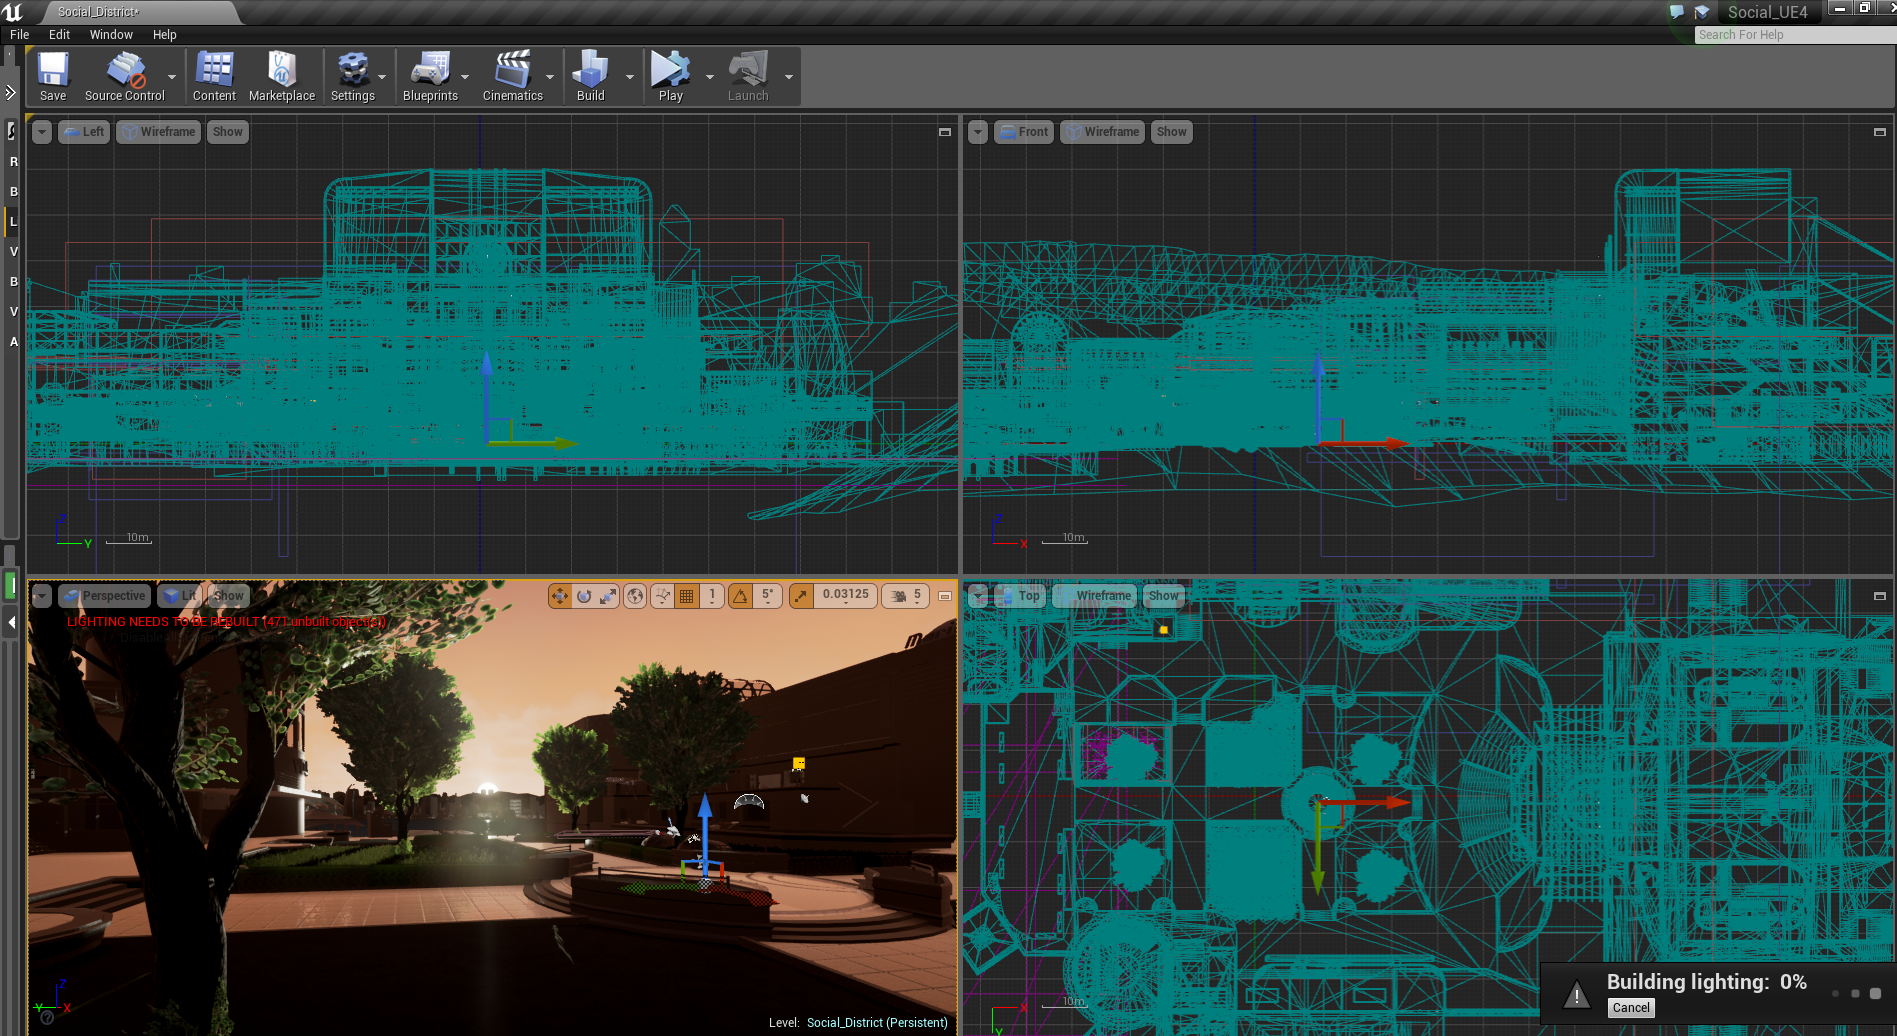 Social_District*
Social_UE4
File Edit Window Help
Search For Help
Save Source Control Content Marketplace Settings Blueprints Cinematics Build Play Launch
R
B
L
V
B
V
A
Left Wireframe Show
Front Wireframe Show
Z
Y
10m
Z
X
10m
Perspective Lit Show
1 5° 0.03125 5
Top Wireframe Show
LIGHTING NEEDS TO BE REBUILT (471 unbuilt object(s))
Z
Y X
Level: Social_District (Persistent)
X
10m
Y
Building lighting: 0%
Cancel